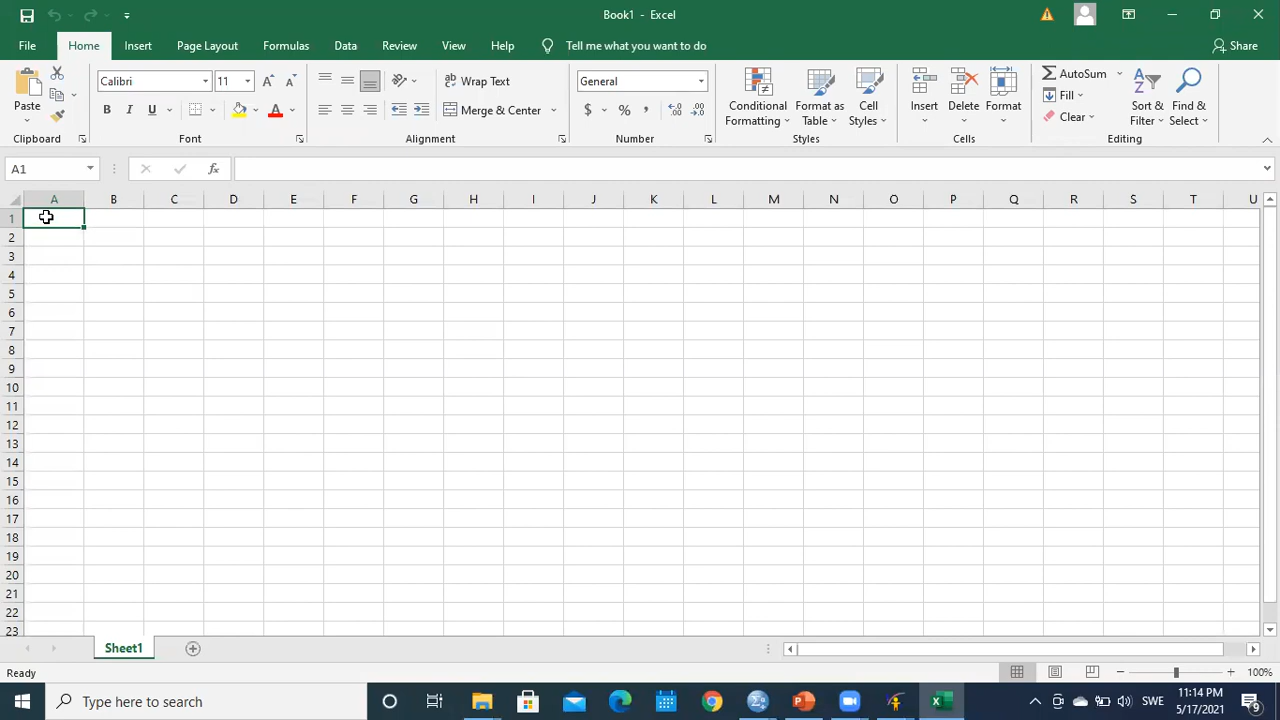 Book1 - Excel
File Home Insert Page Layout Formulas Data Review View Help Tell me what you want to do Share
Paste
Clipboard
Calibri 11
B I U A
Font
Wrap Text
Merge & Center
Alignment
General
$ % ,
Number
Conditional Formatting
Format as Table
Cell Styles
Styles
Insert Delete Format
Cells
AutoSum
Fill
Clear
Sort & Filter
Find & Select
Editing
A1 fx
A B C D E F G H I J K L M N O P Q R S T U
1
2
3
4
5
6
7
8
9
10
11
12
13
14
15
16
17
18
19
20
21
22
23
Sheet1
Ready 100%
Type here to search
SWE
11:14 PM
5/17/2021
9